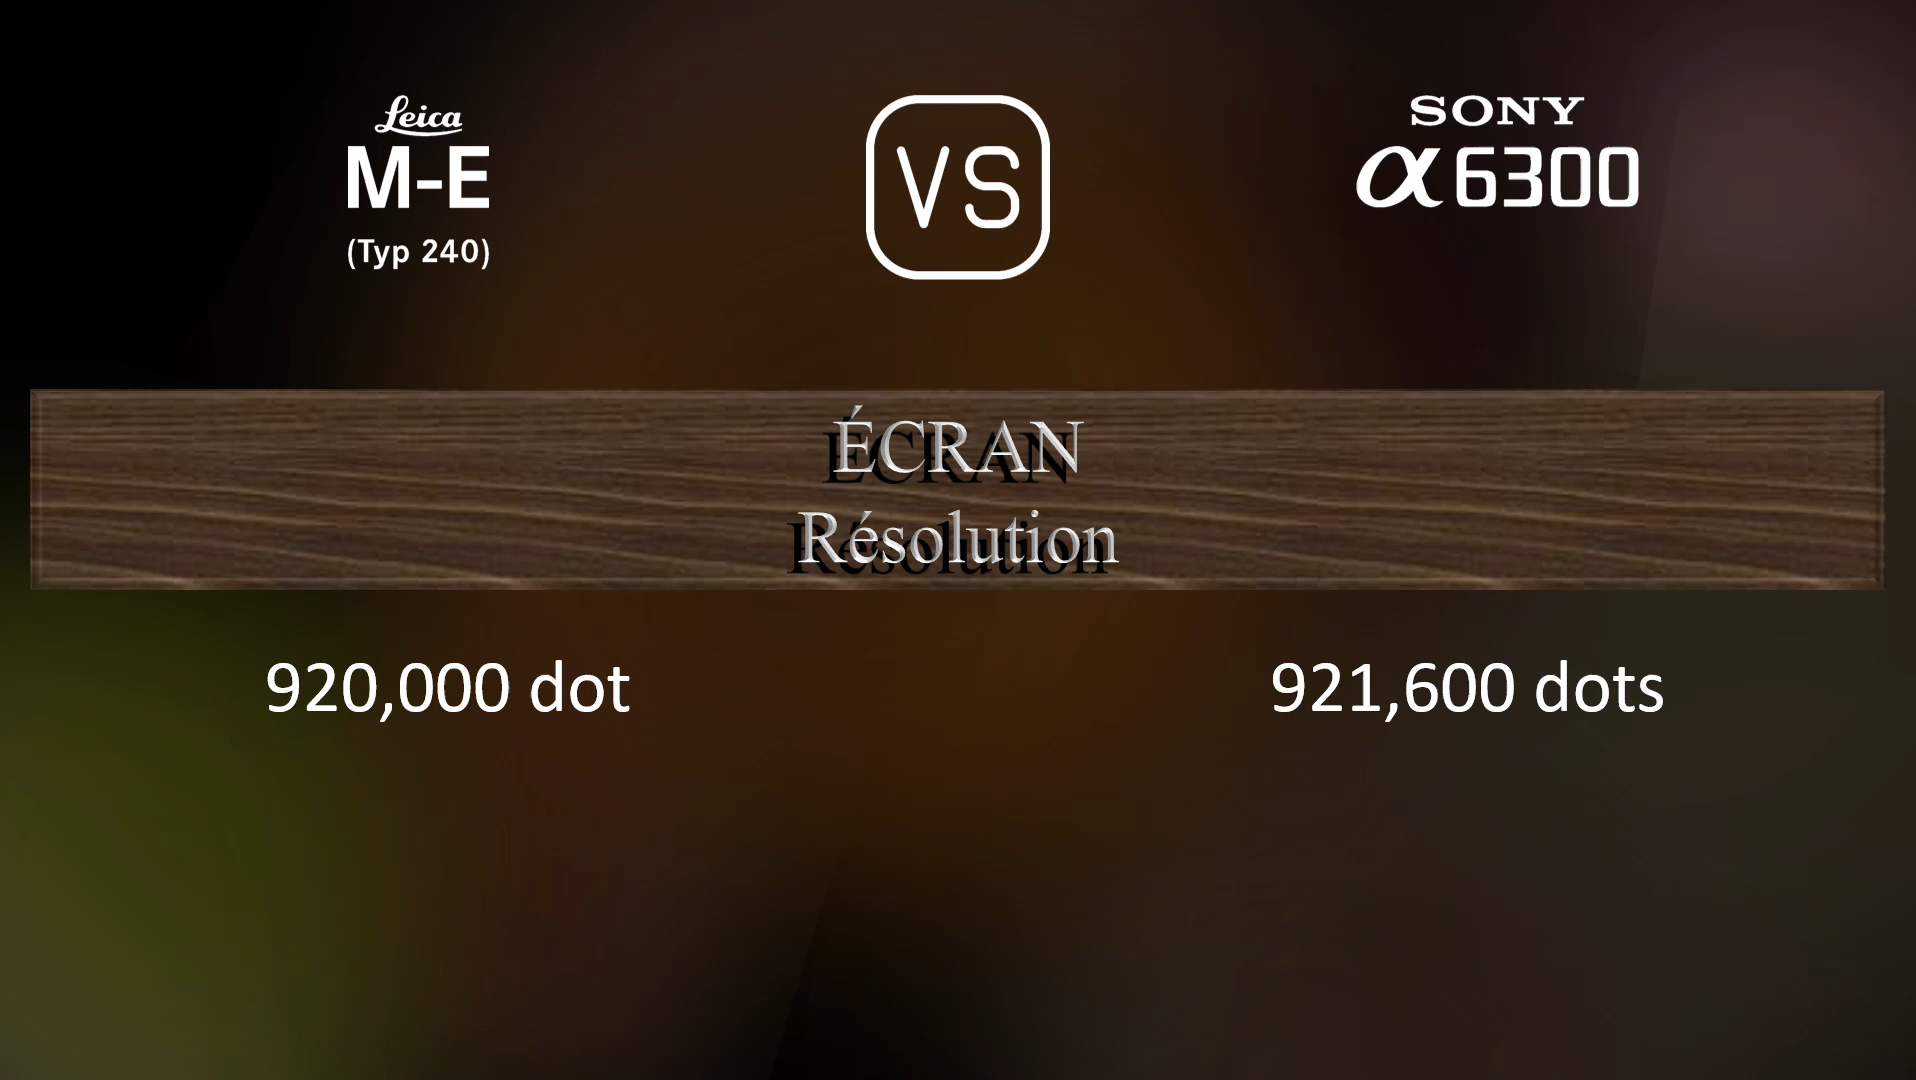 Leica
M-E
(Typ 240)
VS
SONY
α6300
ÉCRAN
Résolution
920,000 dot
921,600 dots